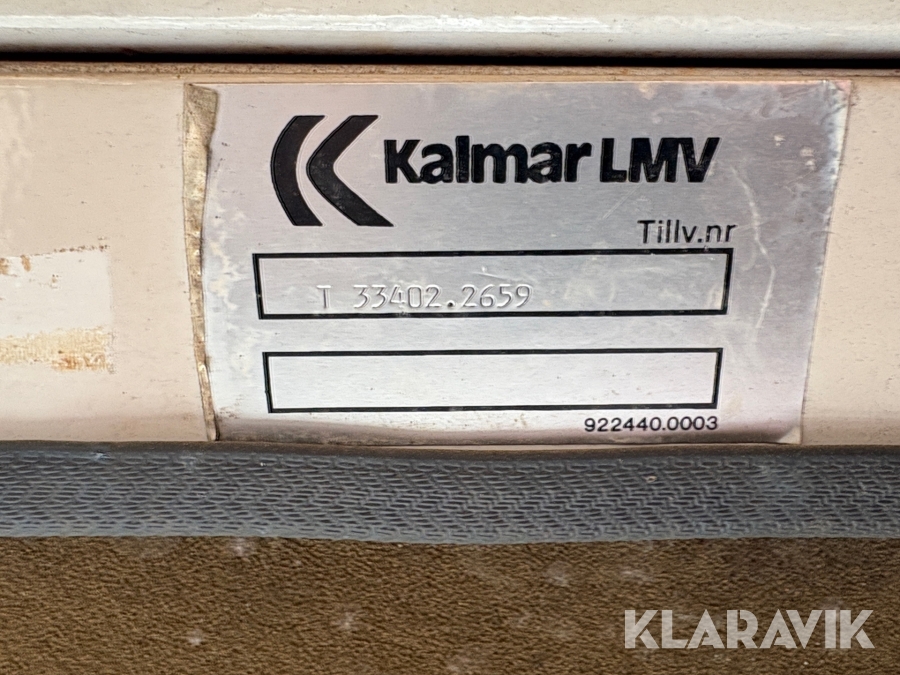 Kalmar LMV
Tillv.nr
T 33402.2659
922440.0003
KLARAVIK